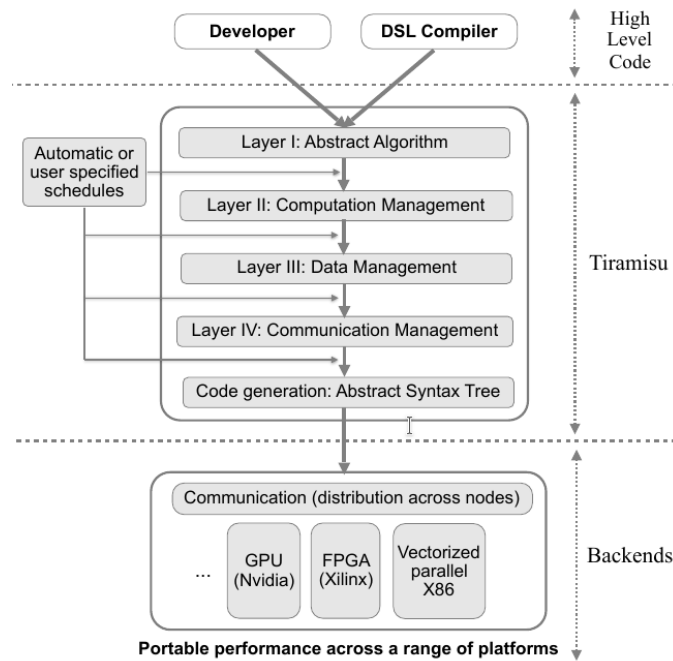 Developer
DSL Compiler
High
Level
Code
Automatic or
user specified
schedules
Layer I: Abstract Algorithm
Layer II: Computation Management
Layer III: Data Management
Layer IV: Communication Management
Code generation: Abstract Syntax Tree
Tiramisu
Communication (distribution across nodes)
...
GPU
(Nvidia)
FPGA
(Xilinx)
Vectorized
parallel
X86
Backends
Portable performance across a range of platforms